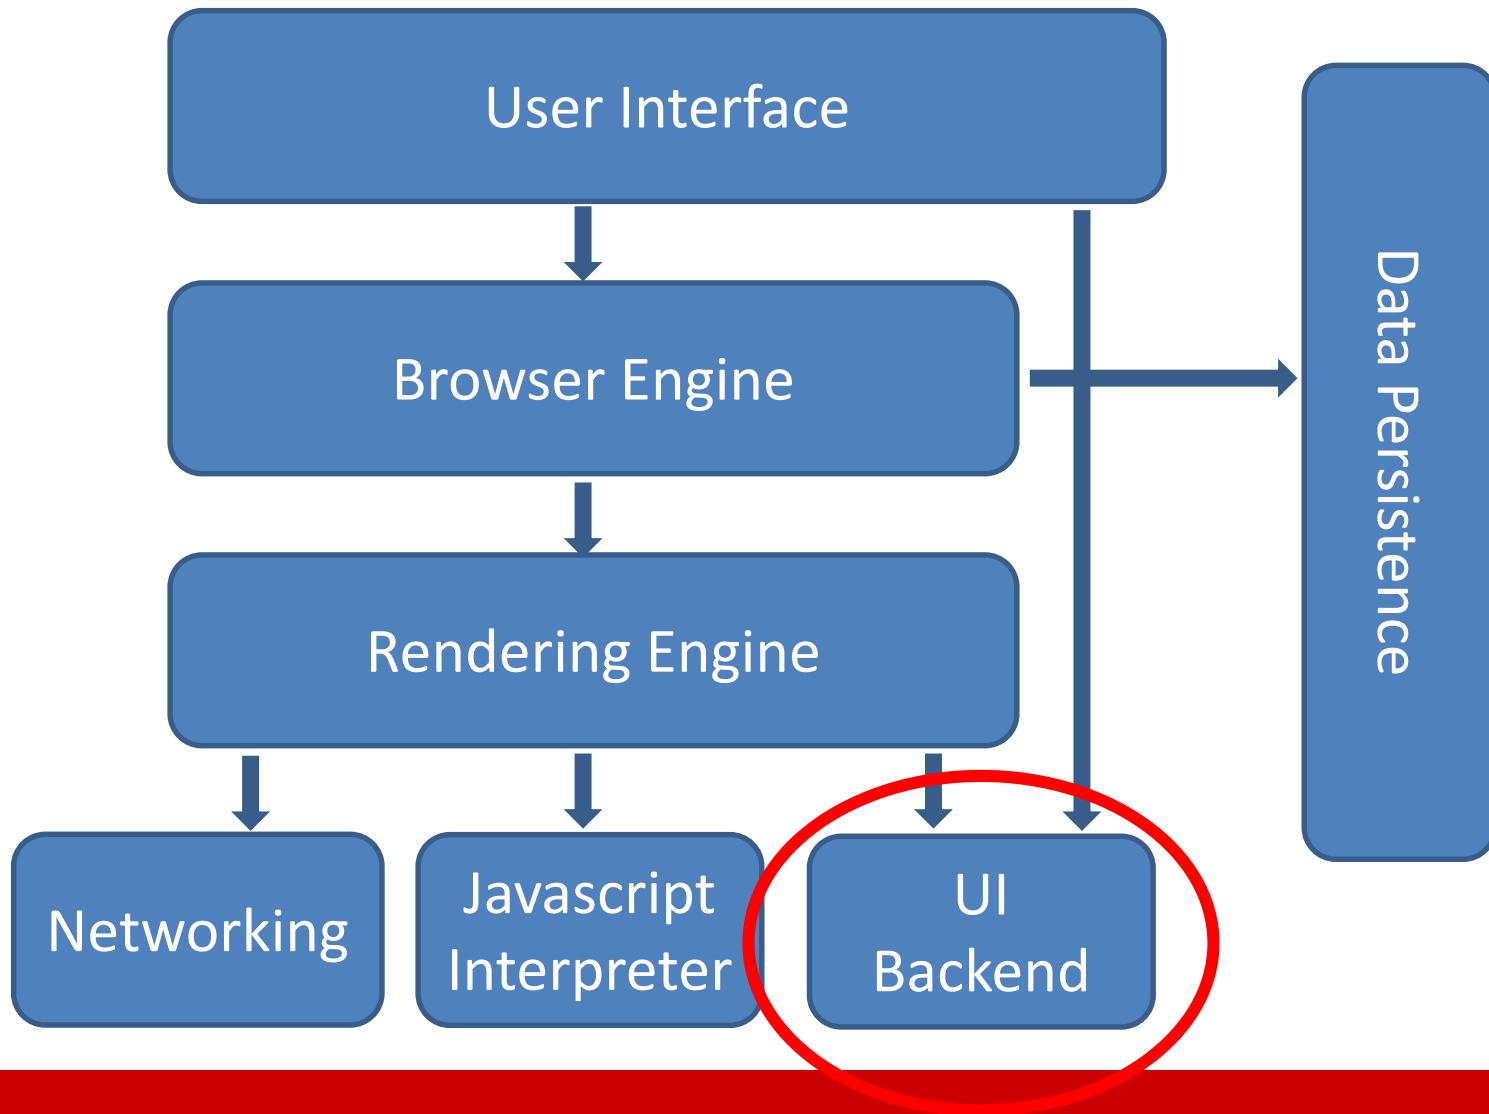 User Interface
Browser Engine
Data Persistence
Rendering Engine
Networking
Javascript
Interpreter
UI
Backend